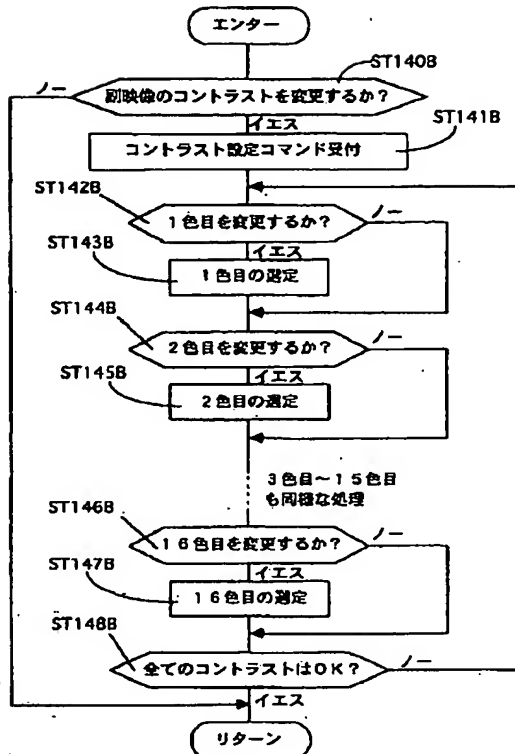 エンター
ST140B
ノー
副映像のコントラストを変更するか?
イエス
ST141B
コントラスト設定コマンド受付
ST142B
1色目を変更するか?
ノー
イエス
ST143B
1色目の選定
ST144B
2色目を変更するか?
ノー
イエス
ST145B
2色目の選定
3色目~15色目
も同様な処理
ST146B
16色目を変更するか?
ノー
イエス
ST147B
16色目の選定
ST148B
全てのコントラストはOK?
ノー
イエス
リターン